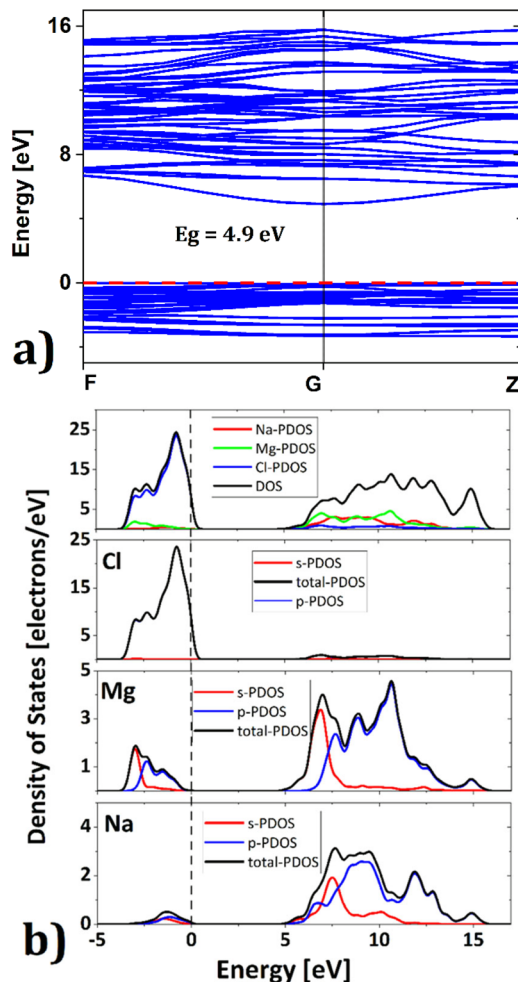 16
8
0
Energy [eV]
Eg = 4.9 eV
a)
F G Z
25
15
5
Na-PDOS
Mg-PDOS
Cl-PDOS
DOS
Cl
25
15
5
s-PDOS
total-PDOS
p-PDOS
Mg
5
3
1
s-PDOS
p-PDOS
total-PDOS
Na
4
2
0
s-PDOS
p-PDOS
total-PDOS
Density of States [electrons/eV]
b)
-5 0 5 10 15
Energy [eV]